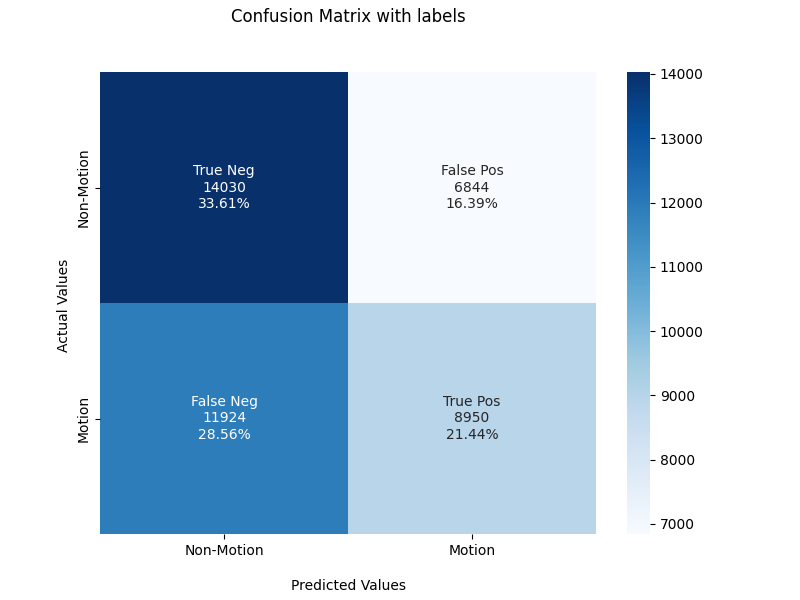 Confusion Matrix with labels
True Neg
14030
33.61%
False Pos
6844
16.39%
False Neg
11924
28.56%
True Pos
8950
21.44%
Non-Motion
Motion
Actual Values
Non-Motion
Motion
Predicted Values
14000
13000
12000
11000
10000
9000
8000
7000